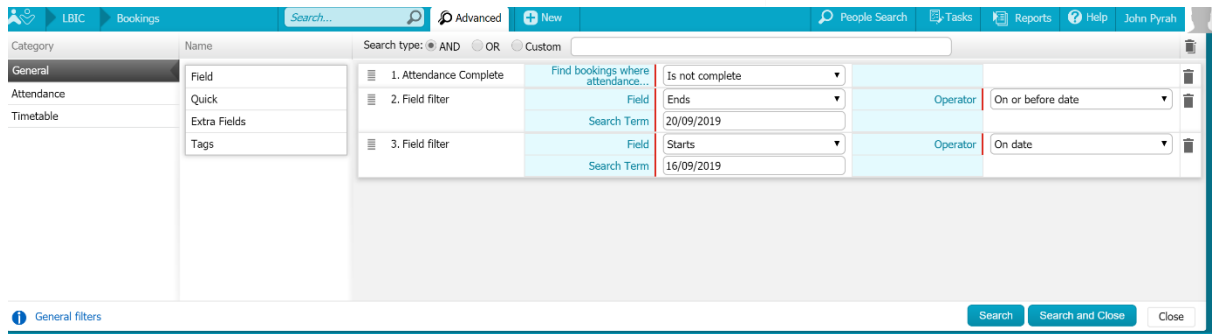 LBIC Bookings Search... Advanced New People Search Tasks Reports Help John Pyrah
Category Name Search type: AND OR Custom
General Field 1. Attendance Complete Find bookings where attendance... Is not complete
Attendance Quick 2. Field filter Field Ends Operator On or before date
Timetable Extra Fields Search Term 20/09/2019
Tags 3. Field filter Field Starts Operator On date
Search Term 16/09/2019
General filters Search Search and Close Close